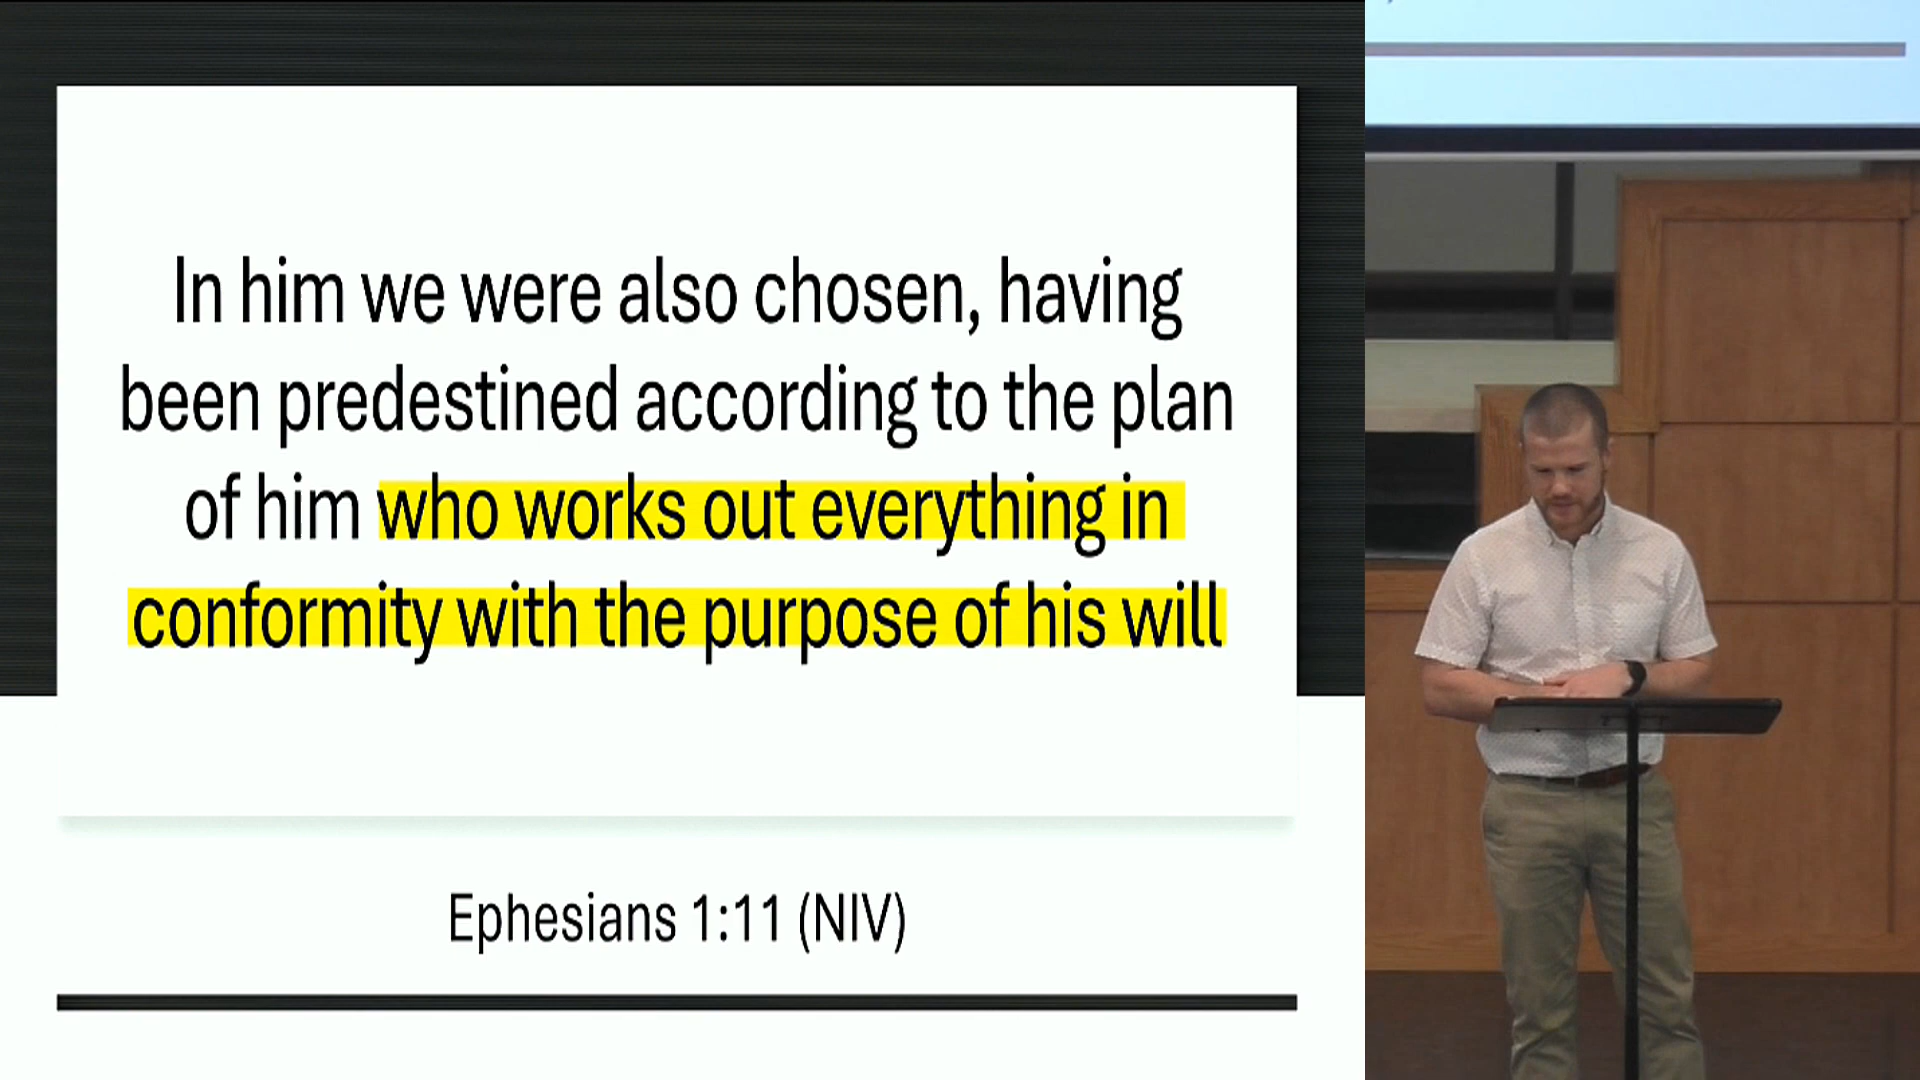 In him we were also chosen, having
been predestined according to the plan
of him who works out everything in
conformity with the purpose of his will
Ephesians 1:11 (NIV)